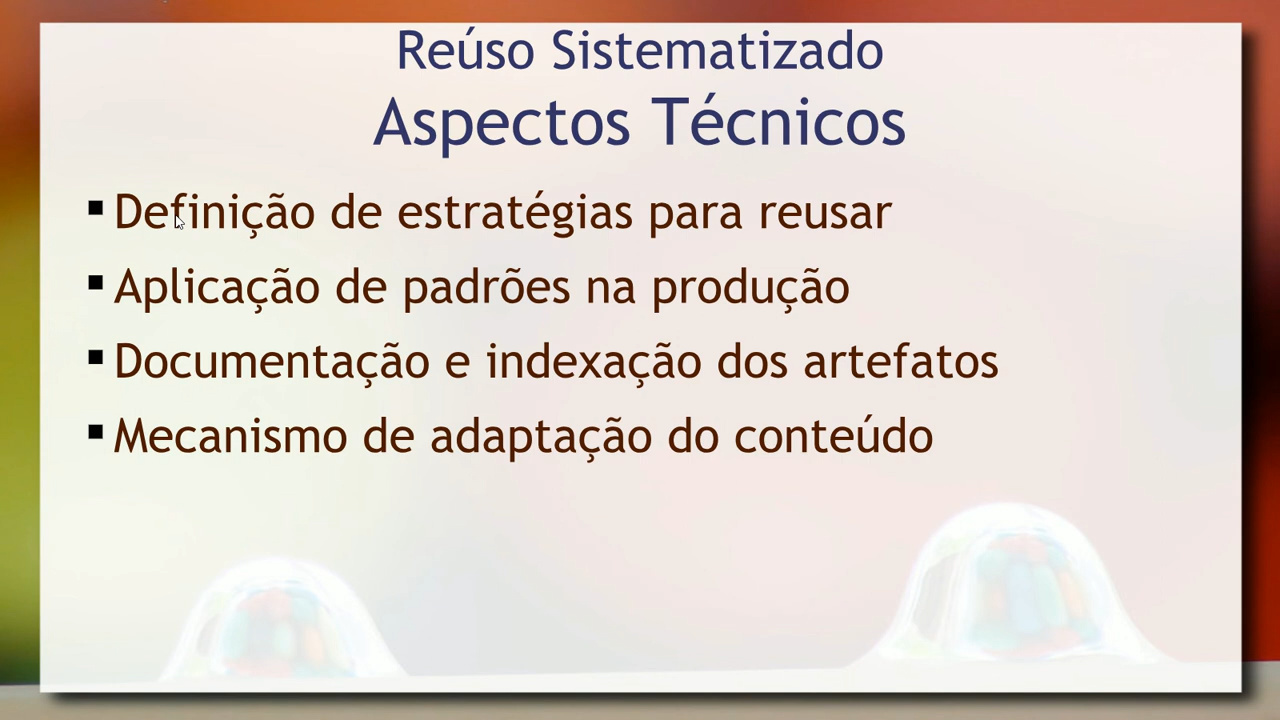 Reúso Sistematizado
Aspectos Técnicos
▪ Definição de estratégias para reusar
▪ Aplicação de padrões na produção
▪ Documentação e indexação dos artefatos
▪ Mecanismo de adaptação do conteúdo